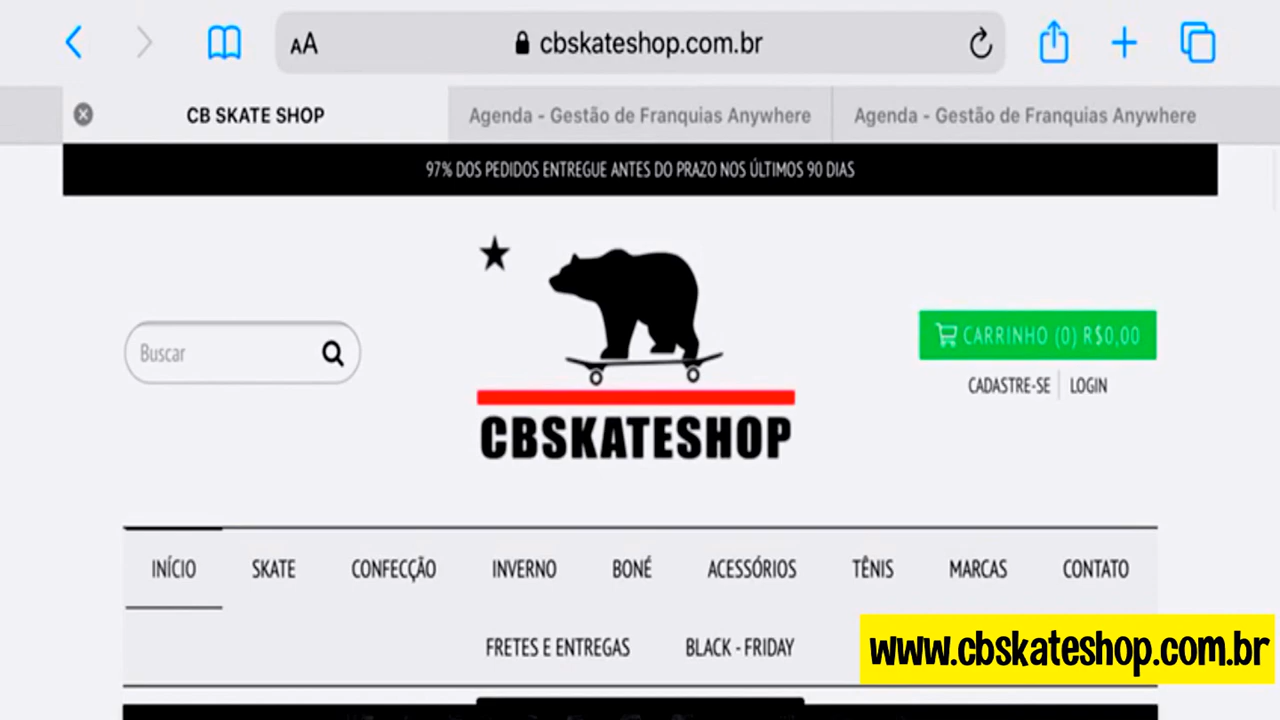 AA
cbskateshop.com.br
CB SKATE SHOP
Agenda - Gestão de Franquias Anywhere
Agenda - Gestão de Franquias Anywhere
97% DOS PEDIDOS ENTREGUE ANTES DO PRAZO NOS ÚLTIMOS 90 DIAS
Buscar
CARRINHO (0) R$0,00
CADASTRE-SE
LOGIN
CBSKATESHOP
INÍCIO SKATE CONFECÇÃO INVERNO BONÉ ACESSÓRIOS TÊNIS MARCAS CONTATO
FRETES E ENTREGAS BLACK - FRIDAY
www.cbskateshop.com.br